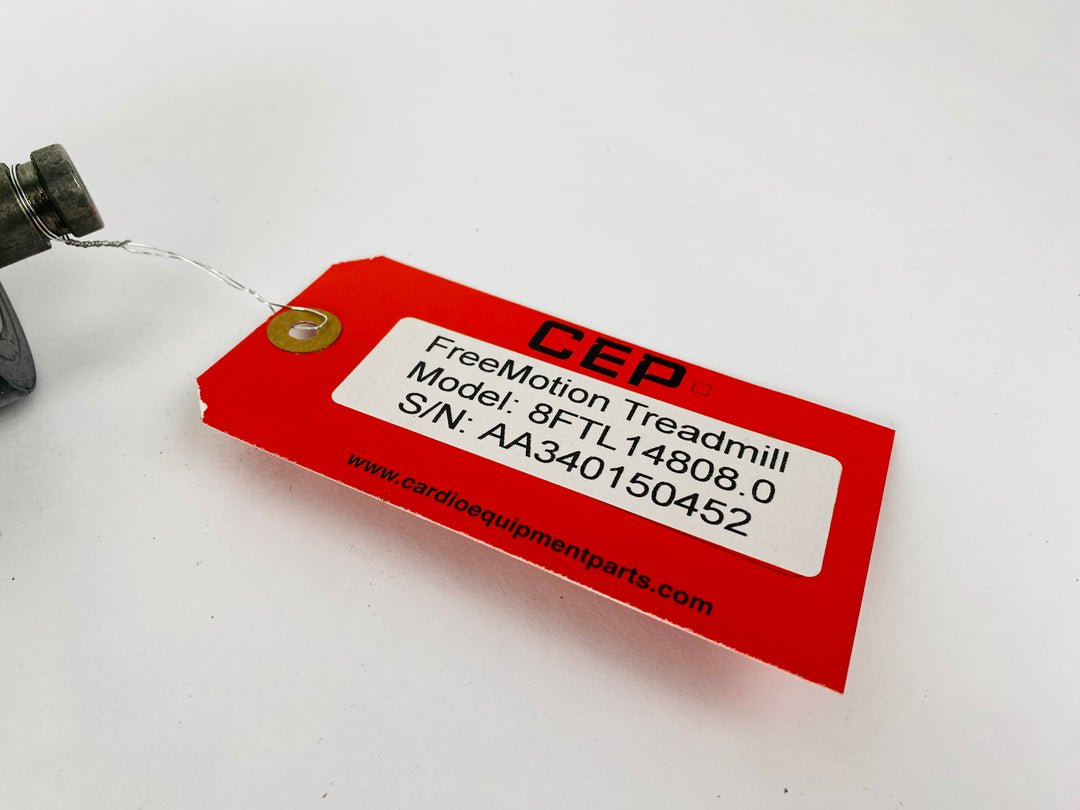 CEP
FreeMotion Treadmill
Model: 8FTL14808.0
S/N: AA340150452
www.cardioequipmentparts.com